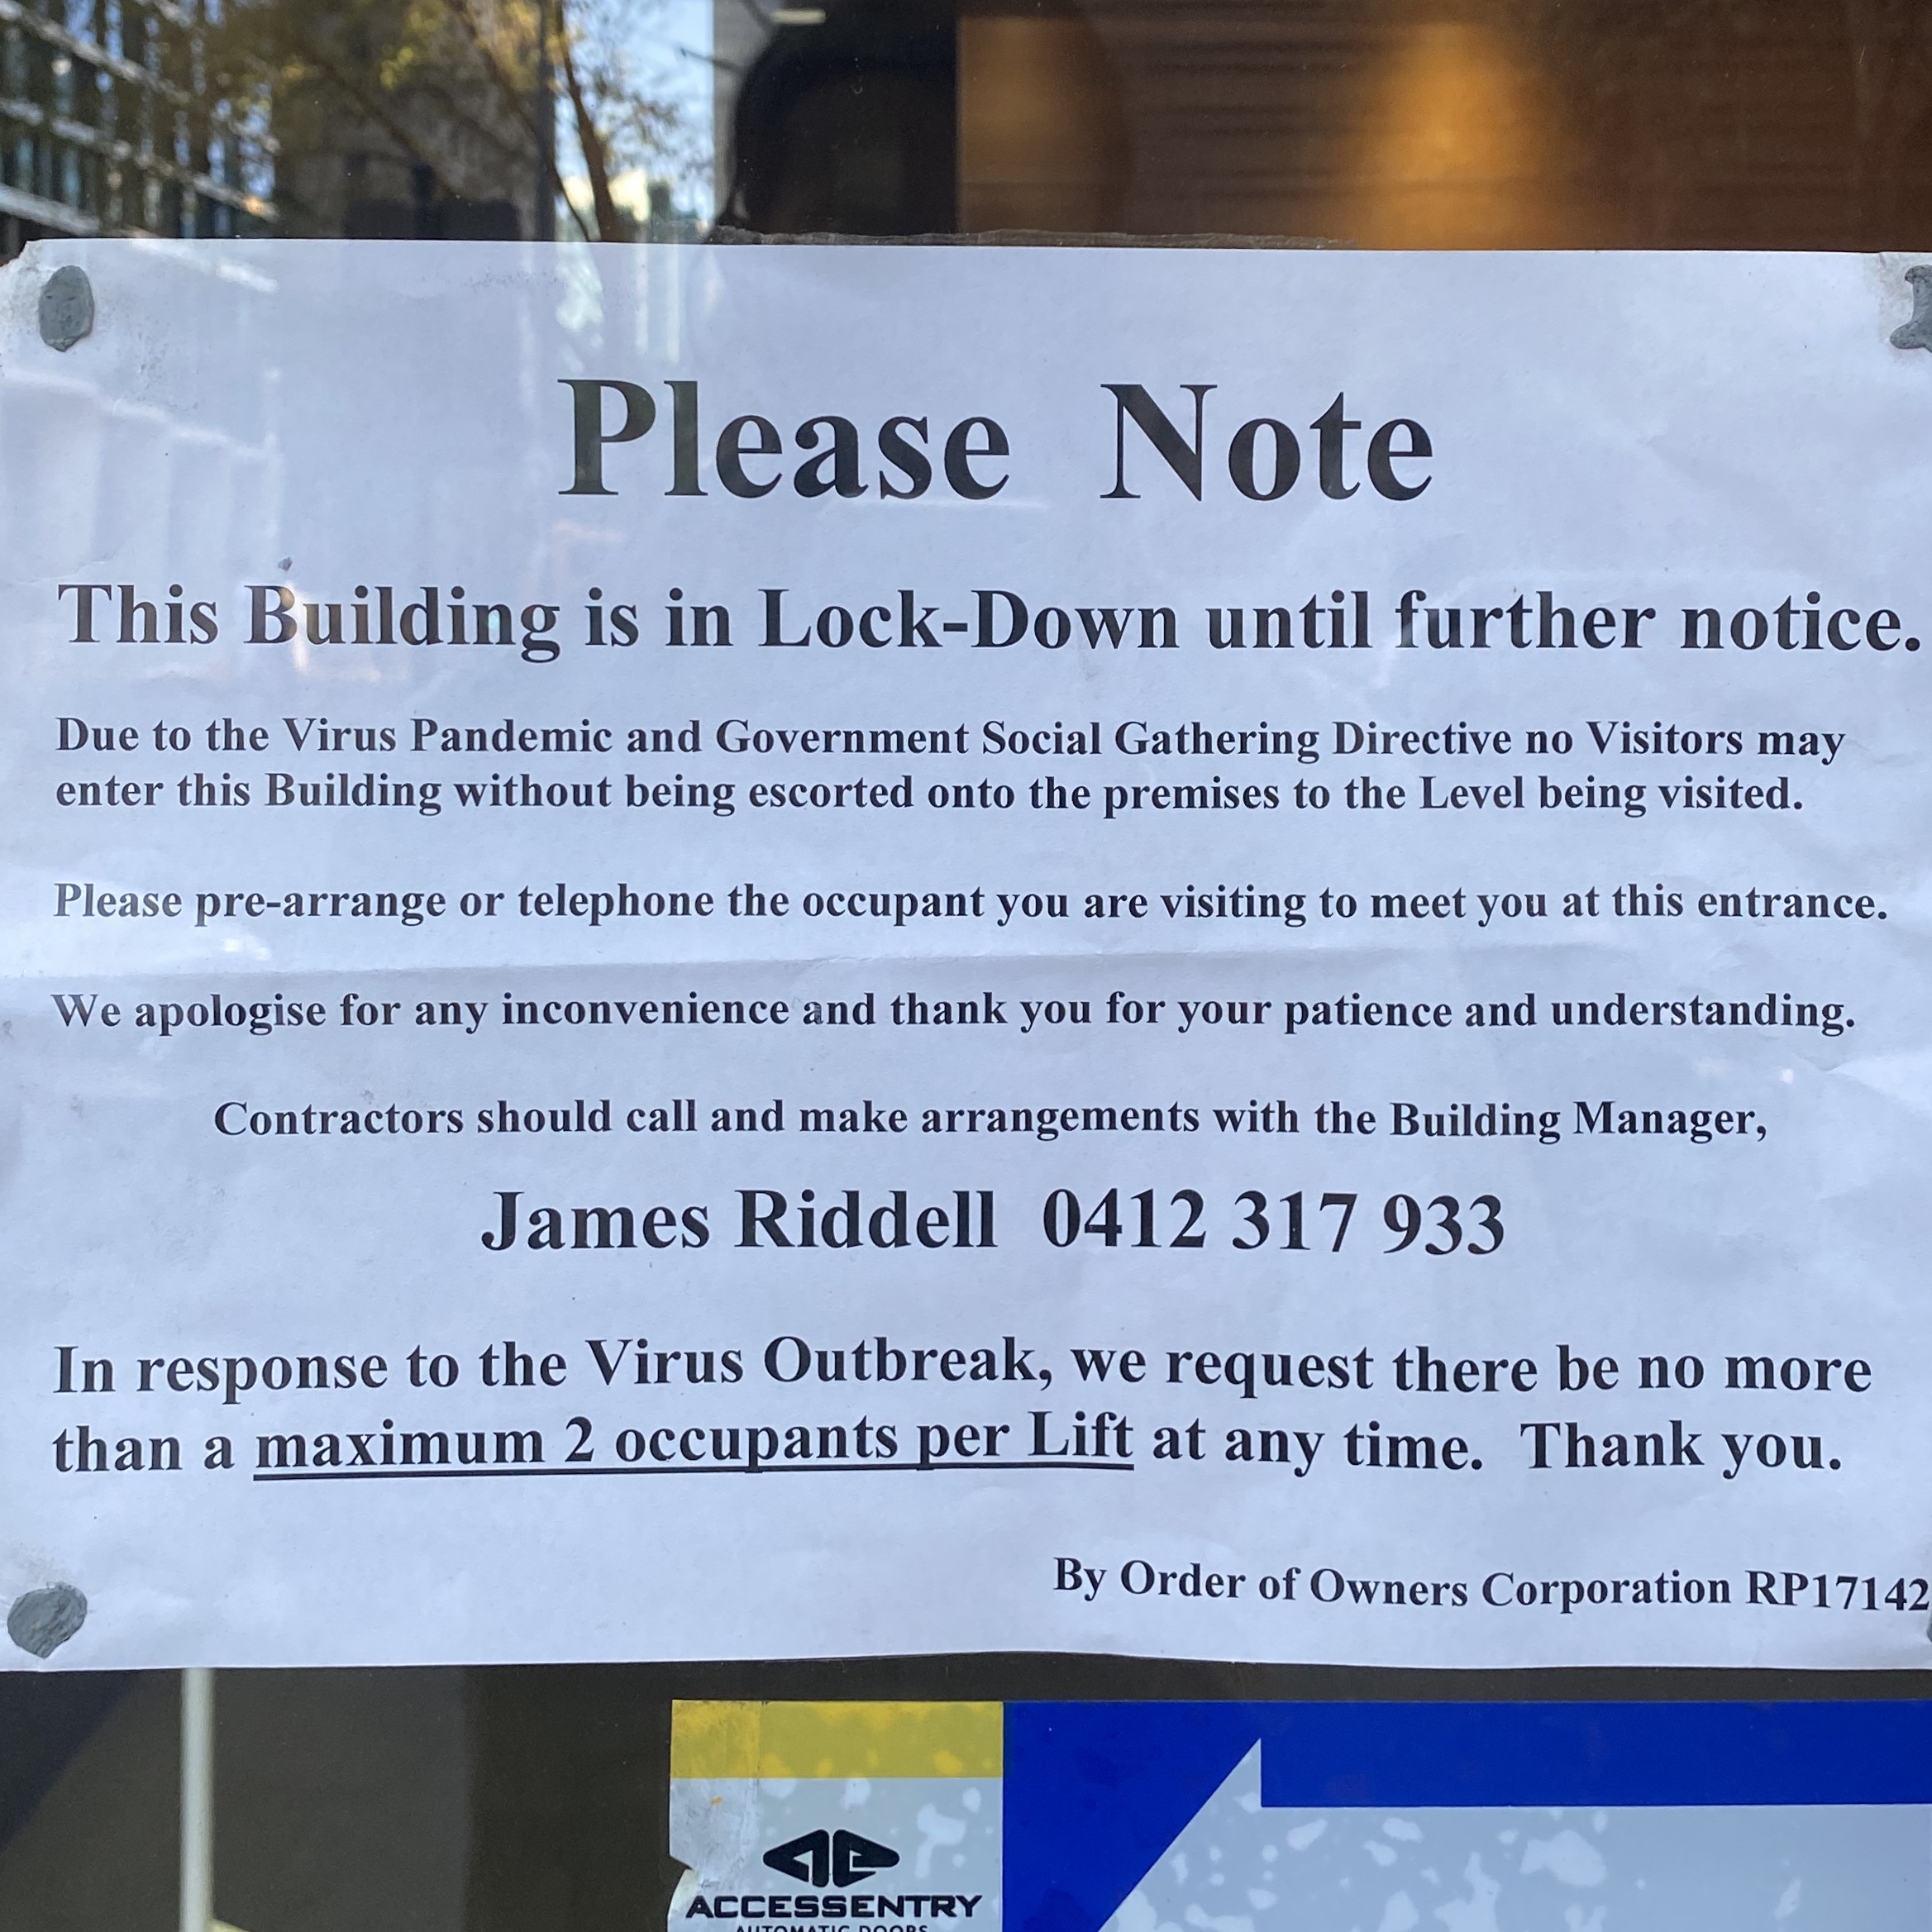 Please Note
This Building is in Lock-Down until further notice.
Due to the Virus Pandemic and Government Social Gathering Directive no Visitors may
enter this Building without being escorted onto the premises to the Level being visited.
Please pre-arrange or telephone the occupant you are visiting to meet you at this entrance.
We apologise for any inconvenience and thank you for your patience and understanding.
Contractors should call and make arrangements with the Building Manager,
James Riddell 0412 317 933
In response to the Virus Outbreak, we request there be no more
than a maximum 2 occupants per Lift at any time. Thank you.
By Order of Owners Corporation RP17142
ACCESSENTRY
AUTOMATIC DOORS